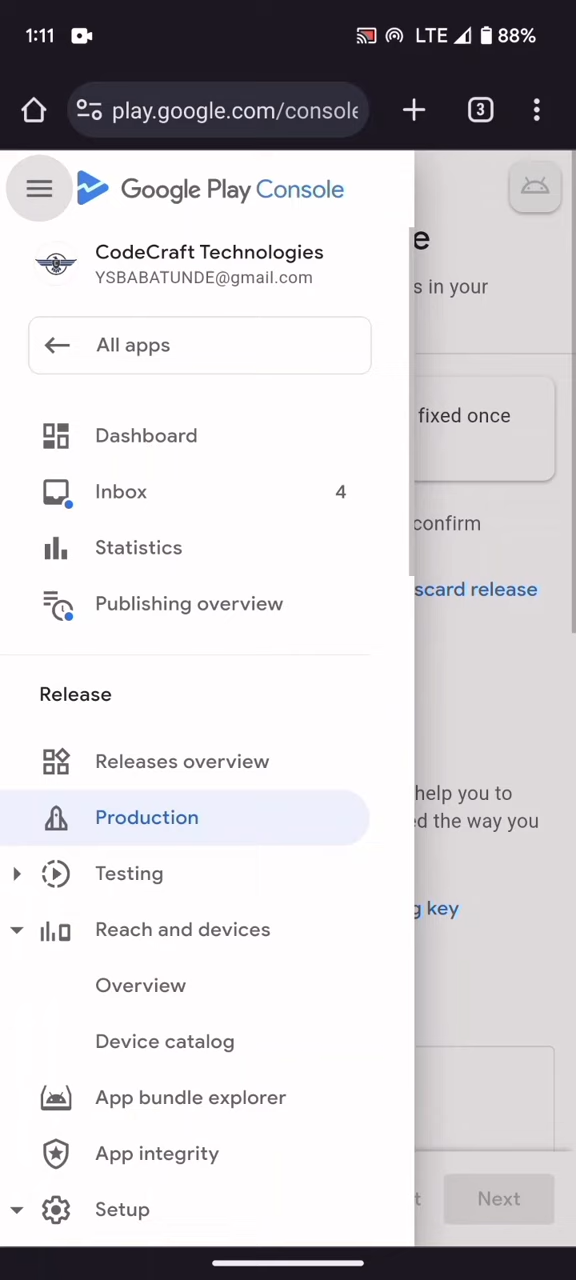 1:11
LTE
88%
play.google.com/console
3
Google Play Console
CodeCraft Technologies
YSBABATUNDE@gmail.com
All apps
Dashboard
Inbox
4
Statistics
Publishing overview
Release
Releases overview
Production
Testing
Reach and devices
Overview
Device catalog
App bundle explorer
App integrity
Setup
e
s in your
fixed once
confirm
scard release
help you to
ed the way you
g key
t
Next